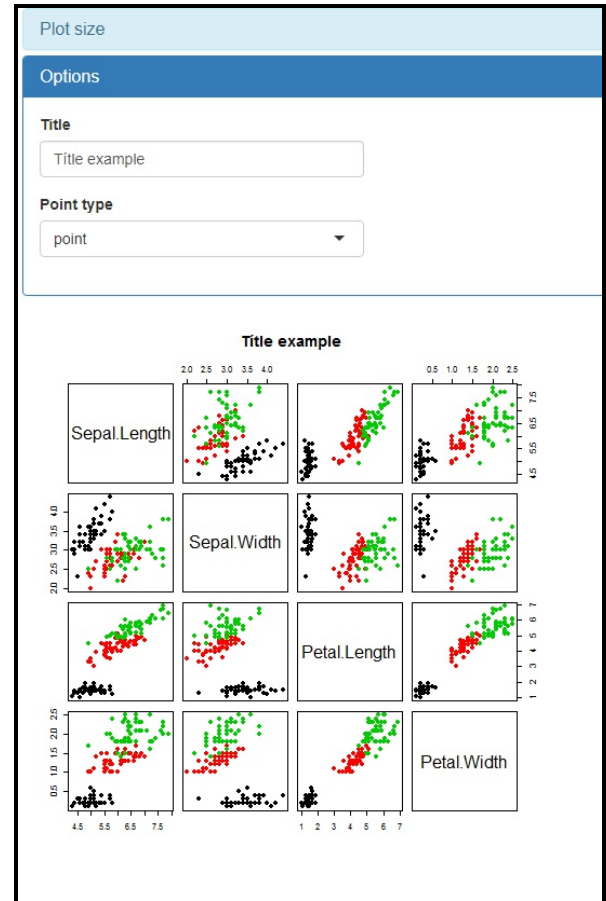 Plot size
Options
Title
Títle example
Point type
point
Títle example
2.0 2.5 3.0 3.5 4.0
0.5 1.0 1.5 2.0 2.5
Sepal.Length
4.5 5.5 6.5 7.5
2.0 2.5 3.0 3.5 4.0
Sepal.Width
Petal.Length
1 2 3 4 5 6 7
0.5 1.0 1.5 2.0 2.5
Petal.Width
4.5 5.5 6.5 7.5
1 2 3 4 5 6 7